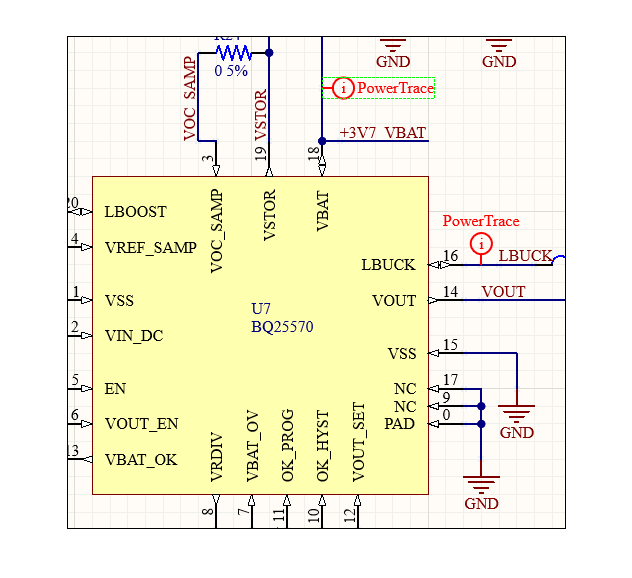 GND
GND
0 5%
PowerTrace
VOC_SAMP
VSTOR
+3V7_VBAT
3
19
18
VOC_SAMP
VSTOR
VBAT
PowerTrace
20
LBOOST
4
VREF_SAMP
LBUCK
16
LBUCK
1
VSS
VOUT
14
VOUT
U7
BQ25570
2
VIN_DC
VSS
15
5
EN
NC
17
NC
9
6
VOUT_EN
PAD
0
GND
13
VBAT_OK
VRDIV
VBAT_OV
OK_PROG
OK_HYST
VOUT_SET
GND
8
7
11
10
12